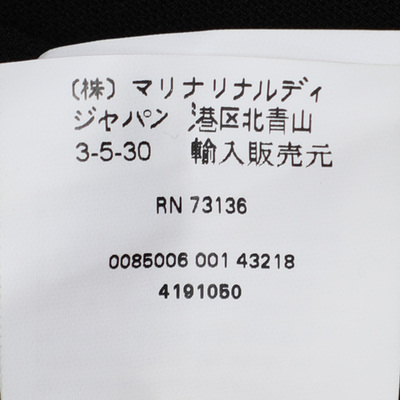 (株) マリナリナルディ
ジャパン 港区北青山
3-5-30 輸入販売元
RN 73136
0085006 001 43218
4191050